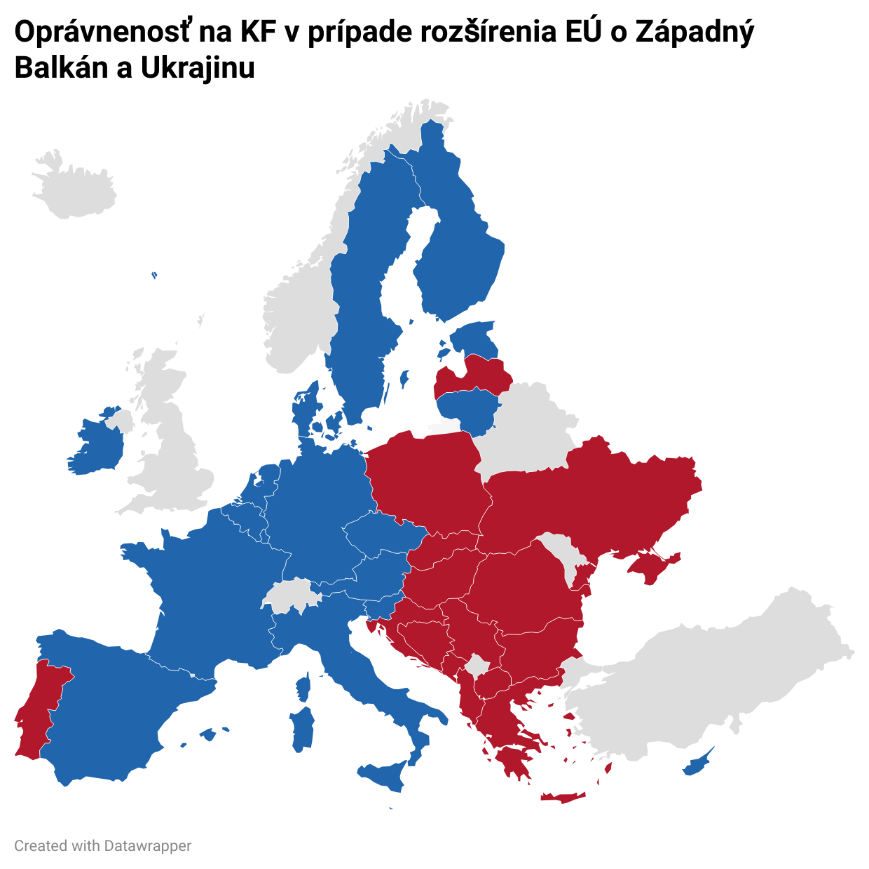 Oprávnenosť na KF v prípade rozšírenia EÚ o Západný
Balkán a Ukrajinu
Created with Datawrapper